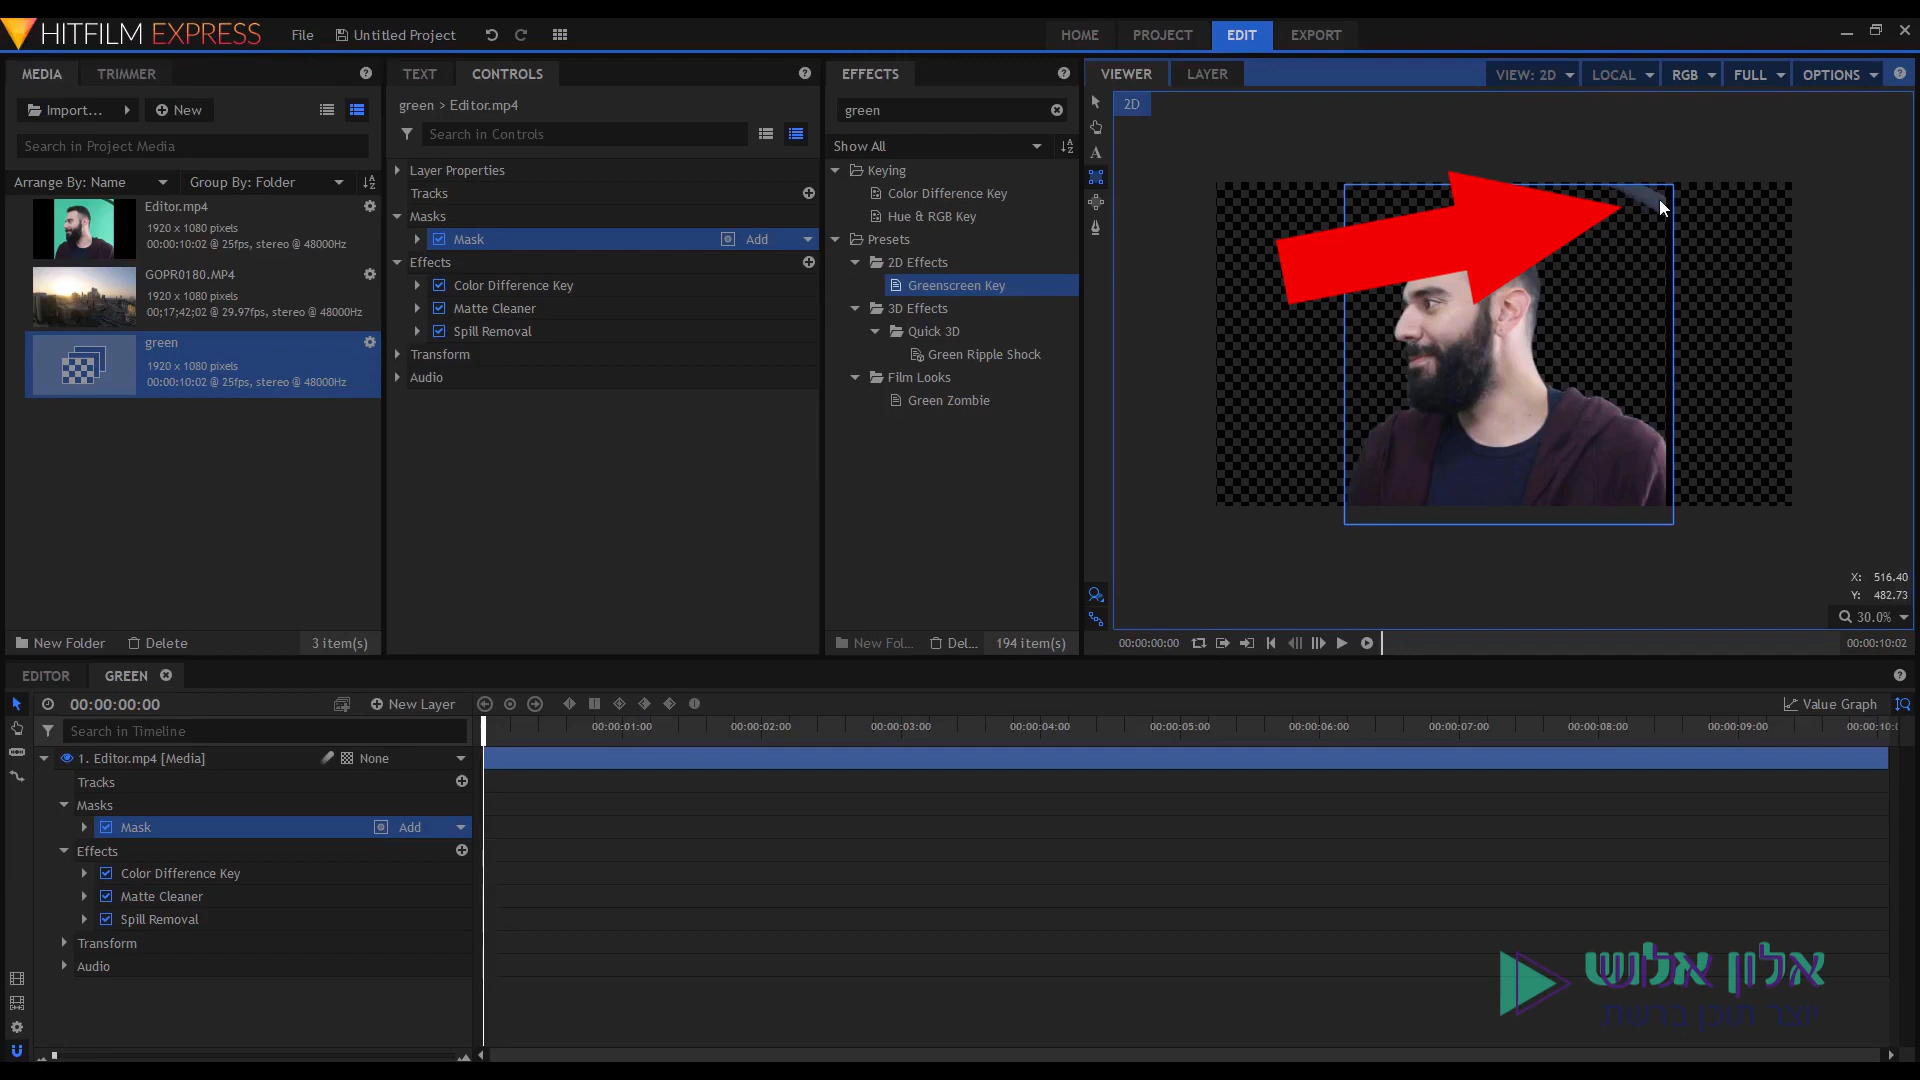 HITFILM EXPRESS
File
Untitled Project
HOME
PROJECT
EDIT
EXPORT
MEDIA
TRIMMER
Import...
New
Search in Project Media
Arrange By: Name
Group By: Folder
Editor.mp4
1920 x 1080 pixels
00:00:10:02 @ 25fps, stereo @ 48000Hz
GOPR0180.MP4
1920 x 1080 pixels
00;17;42;02 @ 29.97fps, stereo @ 48000Hz
green
1920 x 1080 pixels
00:00:10:02 @ 25fps, stereo @ 48000Hz
New Folder
Delete
3 item(s)
TEXT
CONTROLS
green > Editor.mp4
Search in Controls
Layer Properties
Tracks
Masks
Mask
Add
Effects
Color Difference Key
Matte Cleaner
Spill Removal
Transform
Audio
EFFECTS
green
Show All
Keying
Color Difference Key
Hue & RGB Key
Presets
2D Effects
Greenscreen Key
3D Effects
Quick 3D
Green Ripple Shock
Film Looks
Green Zombie
New Fol...
Del...
194 item(s)
VIEWER
LAYER
VIEW: 2D
LOCAL
RGB
FULL
OPTIONS
2D
X: 516.40
Y: 482.73
30.0%
00:00:00:00
00:00:10:02
EDITOR
GREEN
00:00:00:00
New Layer
Value Graph
Search in Timeline
00:00:01:00
00:00:02:00
00:00:03:00
00:00:04:00
00:00:05:00
00:00:06:00
00:00:07:00
00:00:08:00
00:00:09:00
00:00:10:0
1. Editor.mp4 [Media]
None
Tracks
Masks
Mask
Add
Effects
Color Difference Key
Matte Cleaner
Spill Removal
Transform
Audio
אלון אלוש
יוצר תוכן ברשת